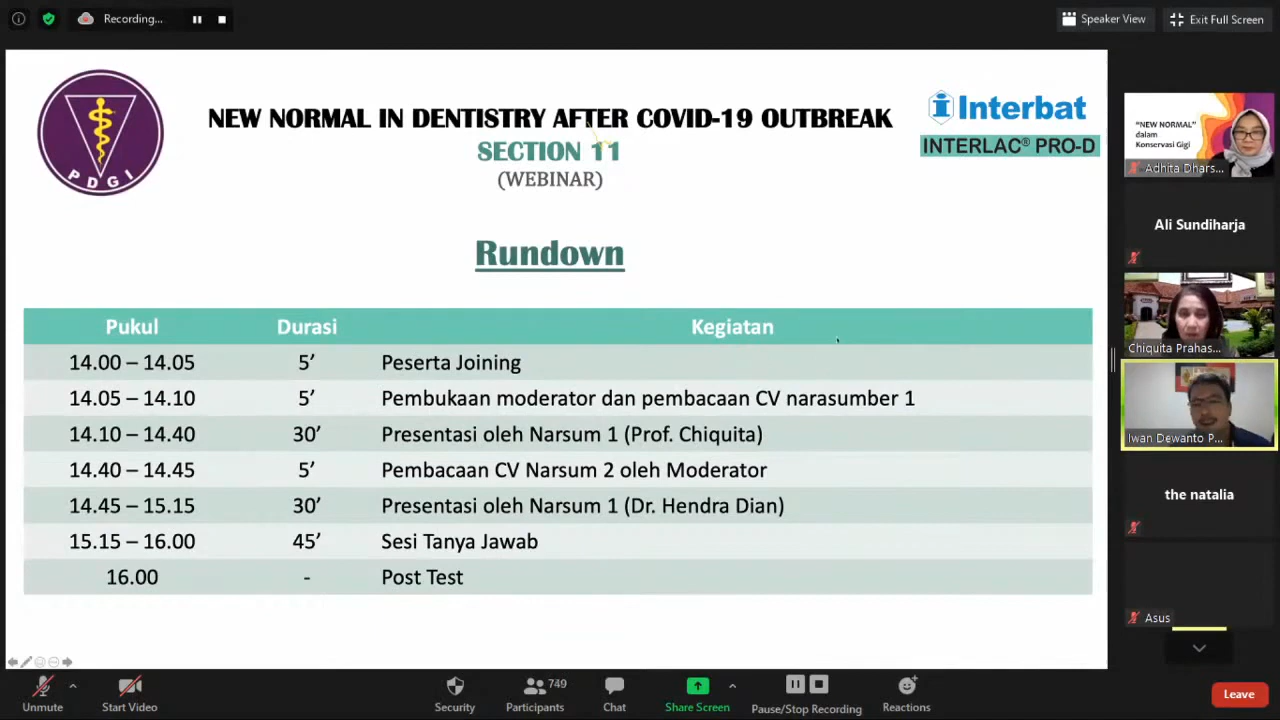 Recording...
Speaker View
Exit Full Screen
PDGI
NEW NORMAL IN DENTISTRY AFTER COVID-19 OUTBREAK
SECTION 11
(WEBINAR)
Interbat
INTERLAC® PRO-D
Rundown
Pukul Durasi Kegiatan
14.00 – 14.05 5’ Peserta Joining
14.05 – 14.10 5’ Pembukaan moderator dan pembacaan CV narasumber 1
14.10 – 14.40 30’ Presentasi oleh Narsum 1 (Prof. Chiquita)
14.40 – 14.45 5’ Pembacaan CV Narsum 2 oleh Moderator
14.45 – 15.15 30’ Presentasi oleh Narsum 1 (Dr. Hendra Dian)
15.15 – 16.00 45’ Sesi Tanya Jawab
16.00 - Post Test
"NEW NORMAL"
dalam
Konservasi Gigi
Adhita Dhars...
Ali Sundiharja
Chiquita Prahas...
Iwan Dewanto P...
the natalia
Asus
Unmute
Start Video
Security
749
Participants
Chat
Share Screen
Pause/Stop Recording
Reactions
Leave